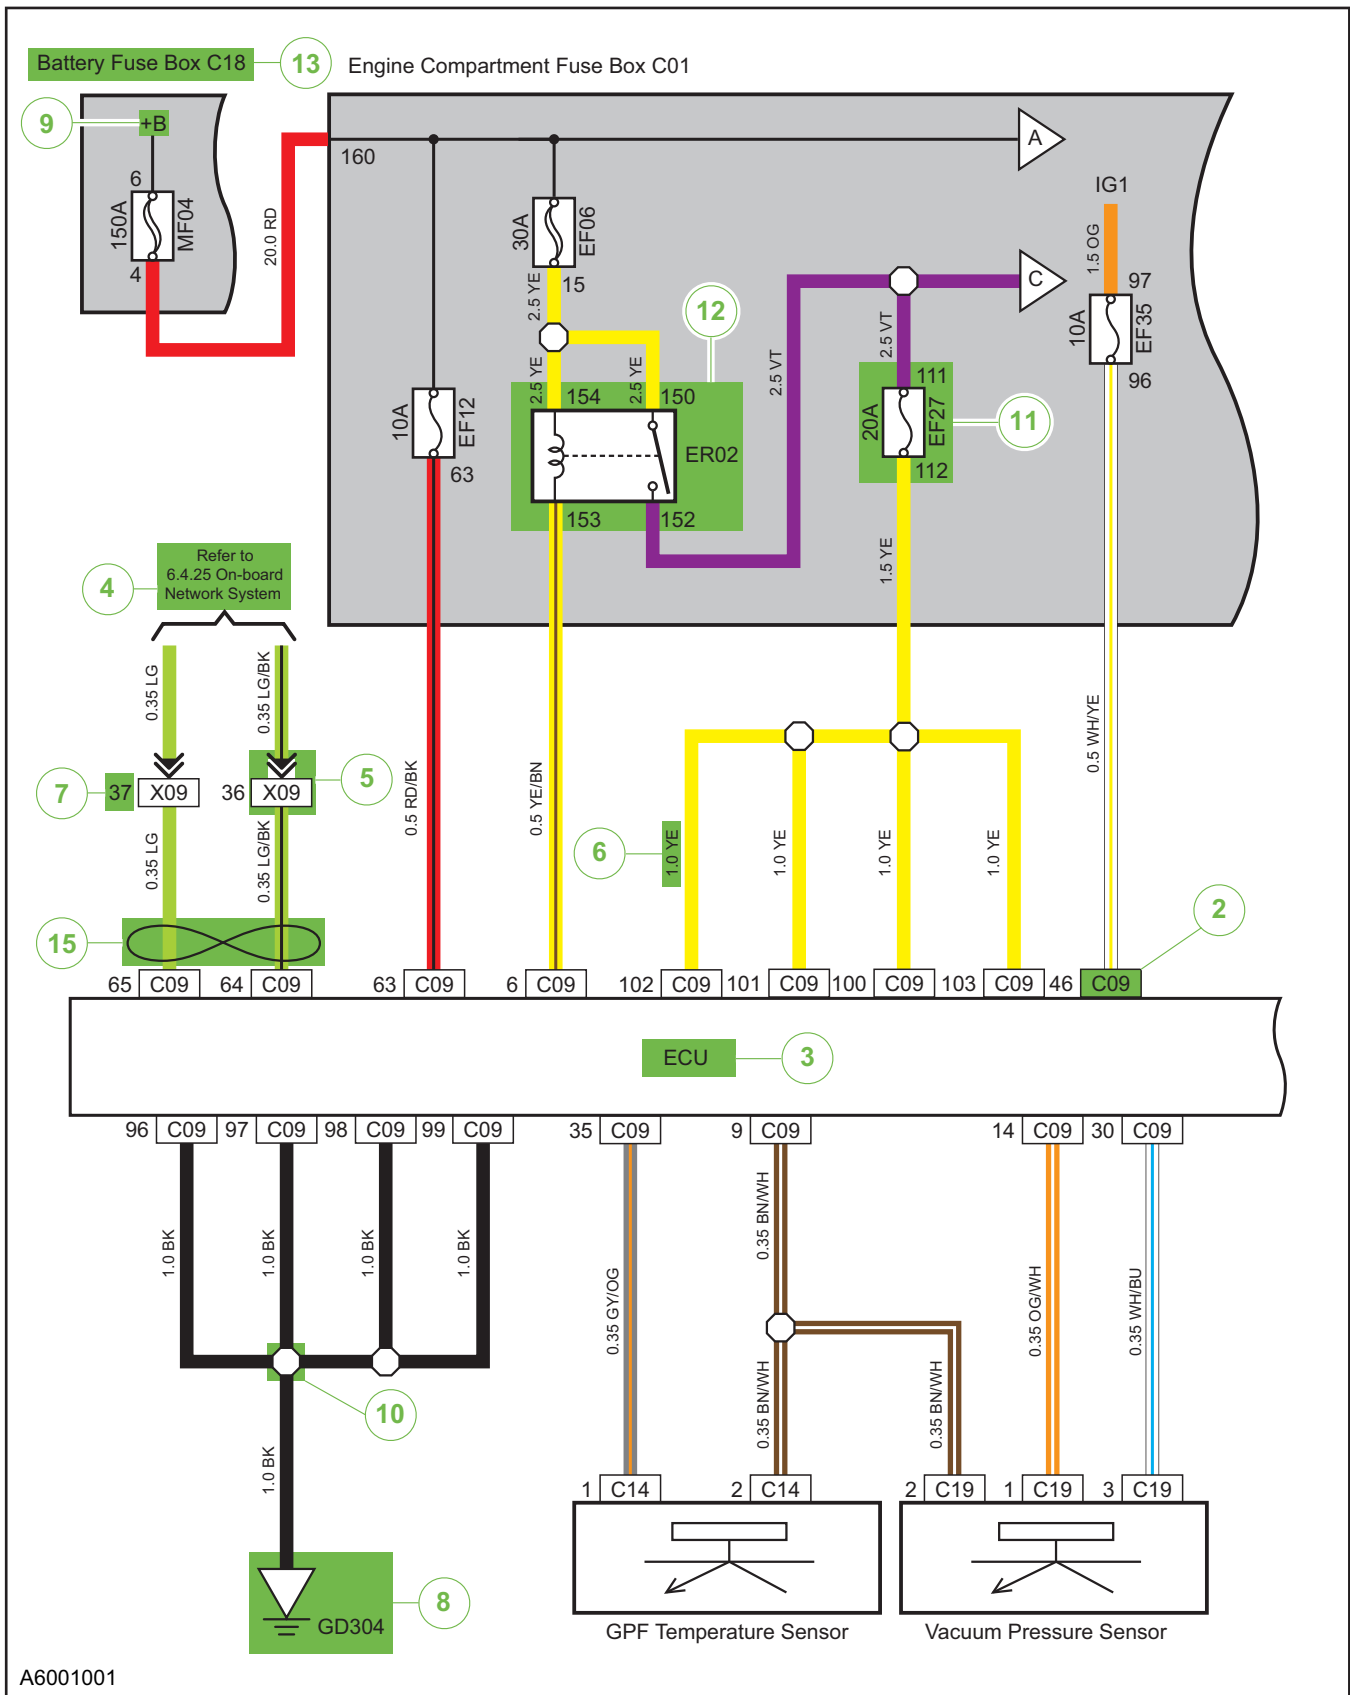 Battery Fuse Box C18
13
Engine Compartment Fuse Box C01
9
+B
6
150A
MF04
4
20.0 RD
160
A
IG1
1.5 OG
97
10A
EF35
96
30A
EF06
15
2.5 YE
12
C
2.5 YE
2.5 YE
154
150
ER02
153
152
2.5 VT
2.5 VT
111
20A
EF27
112
11
10A
EF12
63
1.5 YE
4
Refer to
6.4.25 On-board
Network System
0.35 LG
0.35 LG/BK
7
37
X09
36
X09
5
0.35 LG
0.35 LG/BK
0.5 RD/BK
0.5 YE/BN
6
1.0 YE
1.0 YE
1.0 YE
1.0 YE
0.5 WH/YE
2
15
65
C09
64
C09
63
C09
6
C09
102
C09
101
C09
100
C09
103
C09
46
C09
ECU
3
96
C09
97
C09
98
C09
99
C09
35
C09
9
C09
14
C09
30
C09
1.0 BK
1.0 BK
1.0 BK
1.0 BK
0.35 GY/OG
0.35 BN/WH
0.35 OG/WH
0.35 WH/BU
10
1.0 BK
0.35 BN/WH
0.35 BN/WH
1
C14
2
C14
2
C19
1
C19
3
C19
8
GD304
GPF Temperature Sensor
Vacuum Pressure Sensor
A6001001